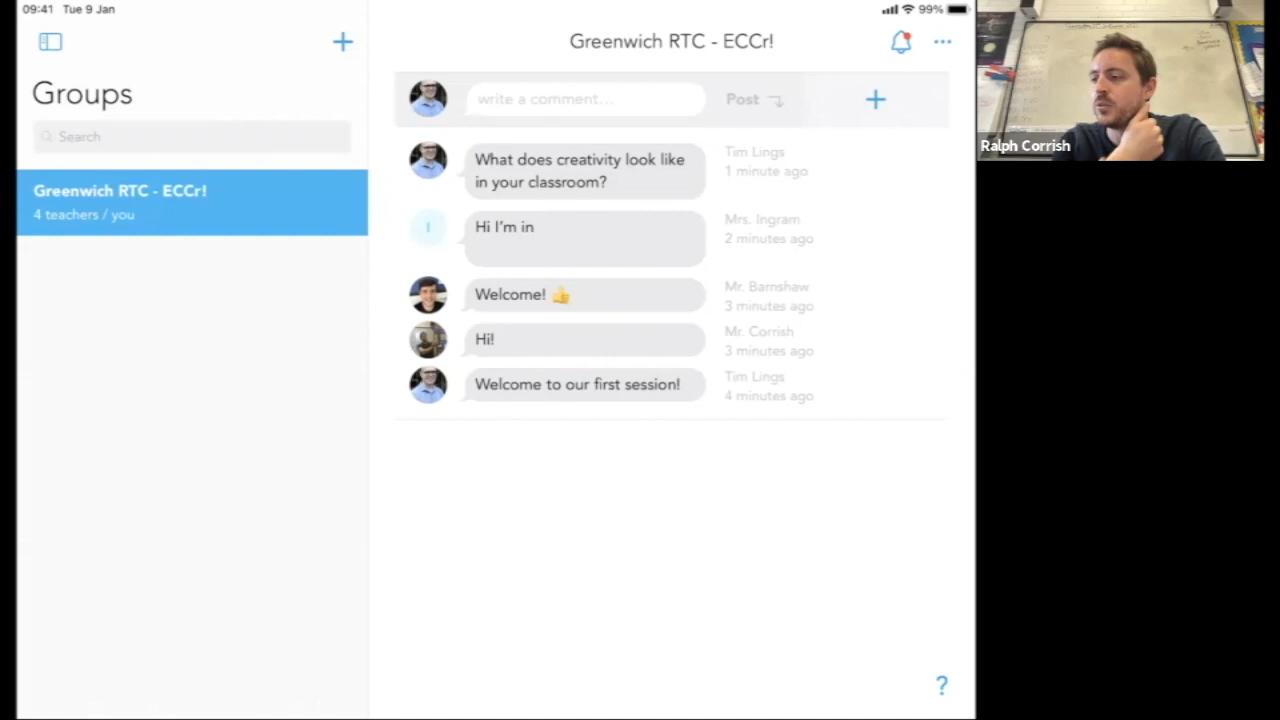 09:41 Tue 9 Jan
99%
Greenwich RTC - ECCr!
Groups
Search
Greenwich RTC - ECCr!
4 teachers / you
write a comment...
Post
What does creativity look like
in your classroom?
Tim Lings
1 minute ago
I
Hi I'm in
Mrs. Ingram
2 minutes ago
Welcome! 👍
Mr. Barnshaw
3 minutes ago
Hi!
Mr. Corrish
3 minutes ago
Welcome to our first session!
Tim Lings
4 minutes ago
?
Ralph Corrish